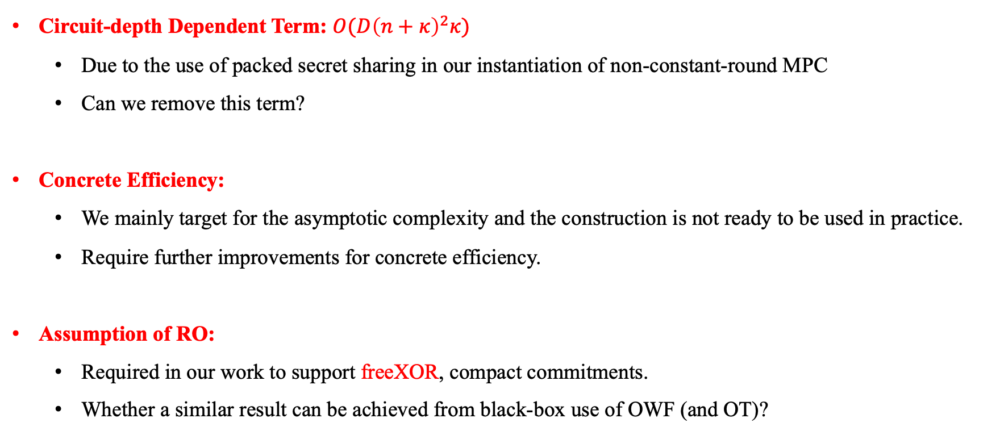 • Circuit-depth Dependent Term: O(D(n + κ)²κ)
• Due to the use of packed secret sharing in our instantiation of non-constant-round MPC
• Can we remove this term?
• Concrete Efficiency:
• We mainly target for the asymptotic complexity and the construction is not ready to be used in practice.
• Require further improvements for concrete efficiency.
• Assumption of RO:
• Required in our work to support freeXOR, compact commitments.
• Whether a similar result can be achieved from black-box use of OWF (and OT)?